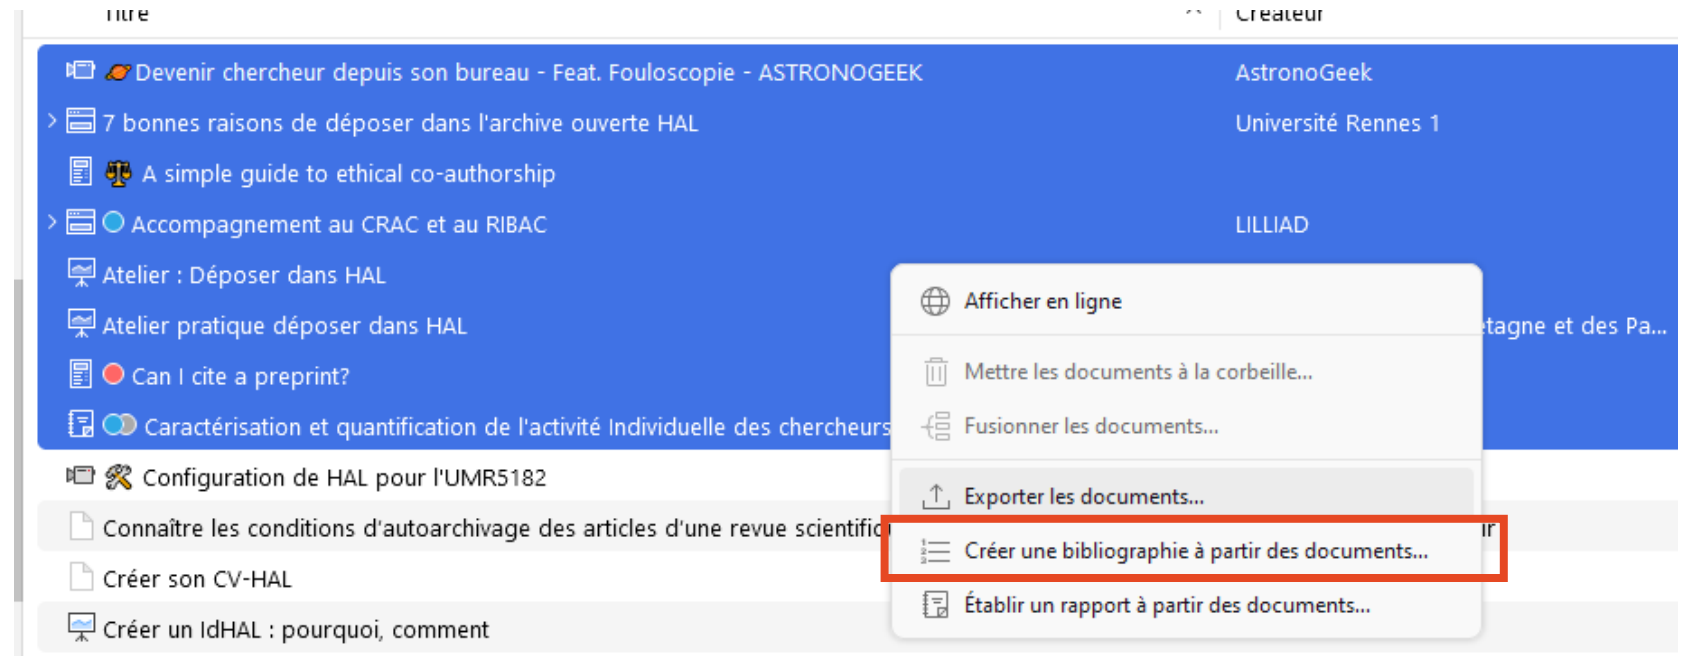 Titre Créateur
Devenir chercheur depuis son bureau - Feat. Fouloscopie - ASTRONOGEEK AstronoGeek
7 bonnes raisons de déposer dans l'archive ouverte HAL Université Rennes 1
A simple guide to ethical co-authorship
Accompagnement au CRAC et au RIBAC LILLIAD
Atelier : Déposer dans HAL
Afficher en ligne
Atelier pratique déposer dans HAL etagne et des Pa...
Mettre les documents à la corbeille...
Can I cite a preprint?
Fusionner les documents...
Caractérisation et quantification de l'activité Individuelle des chercheurs
Configuration de HAL pour l'UMR5182
Exporter les documents...
Connaître les conditions d'autoarchivage des articles d'une revue scientific ur
Créer une bibliographie à partir des documents...
Créer son CV-HAL
Établir un rapport à partir des documents...
Créer un IdHAL : pourquoi, comment